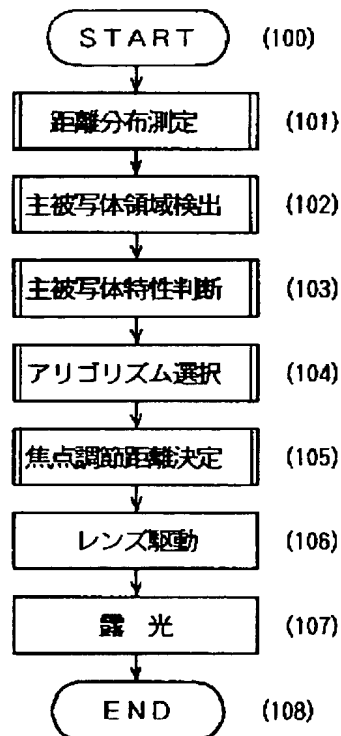 START (100)
距離分布測定 (101)
主被写体領域検出 (102)
主被写体特性判断 (103)
アリゴリズム選択 (104)
焦点調節距離決定 (105)
レンズ駆動 (106)
露 光 (107)
END (108)